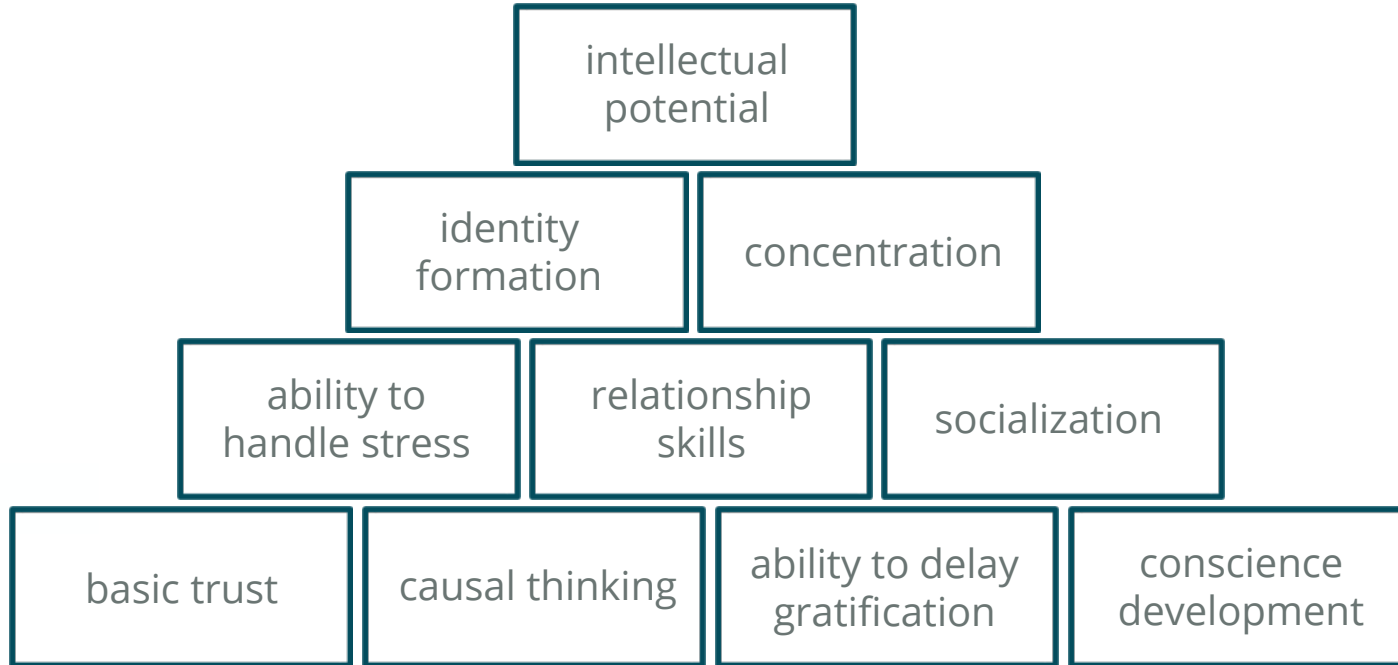 intellectual
potential
identity
formation
concentration
ability to
handle stress
relationship
skills
socialization
basic trust
causal thinking
ability to delay
gratification
conscience
development